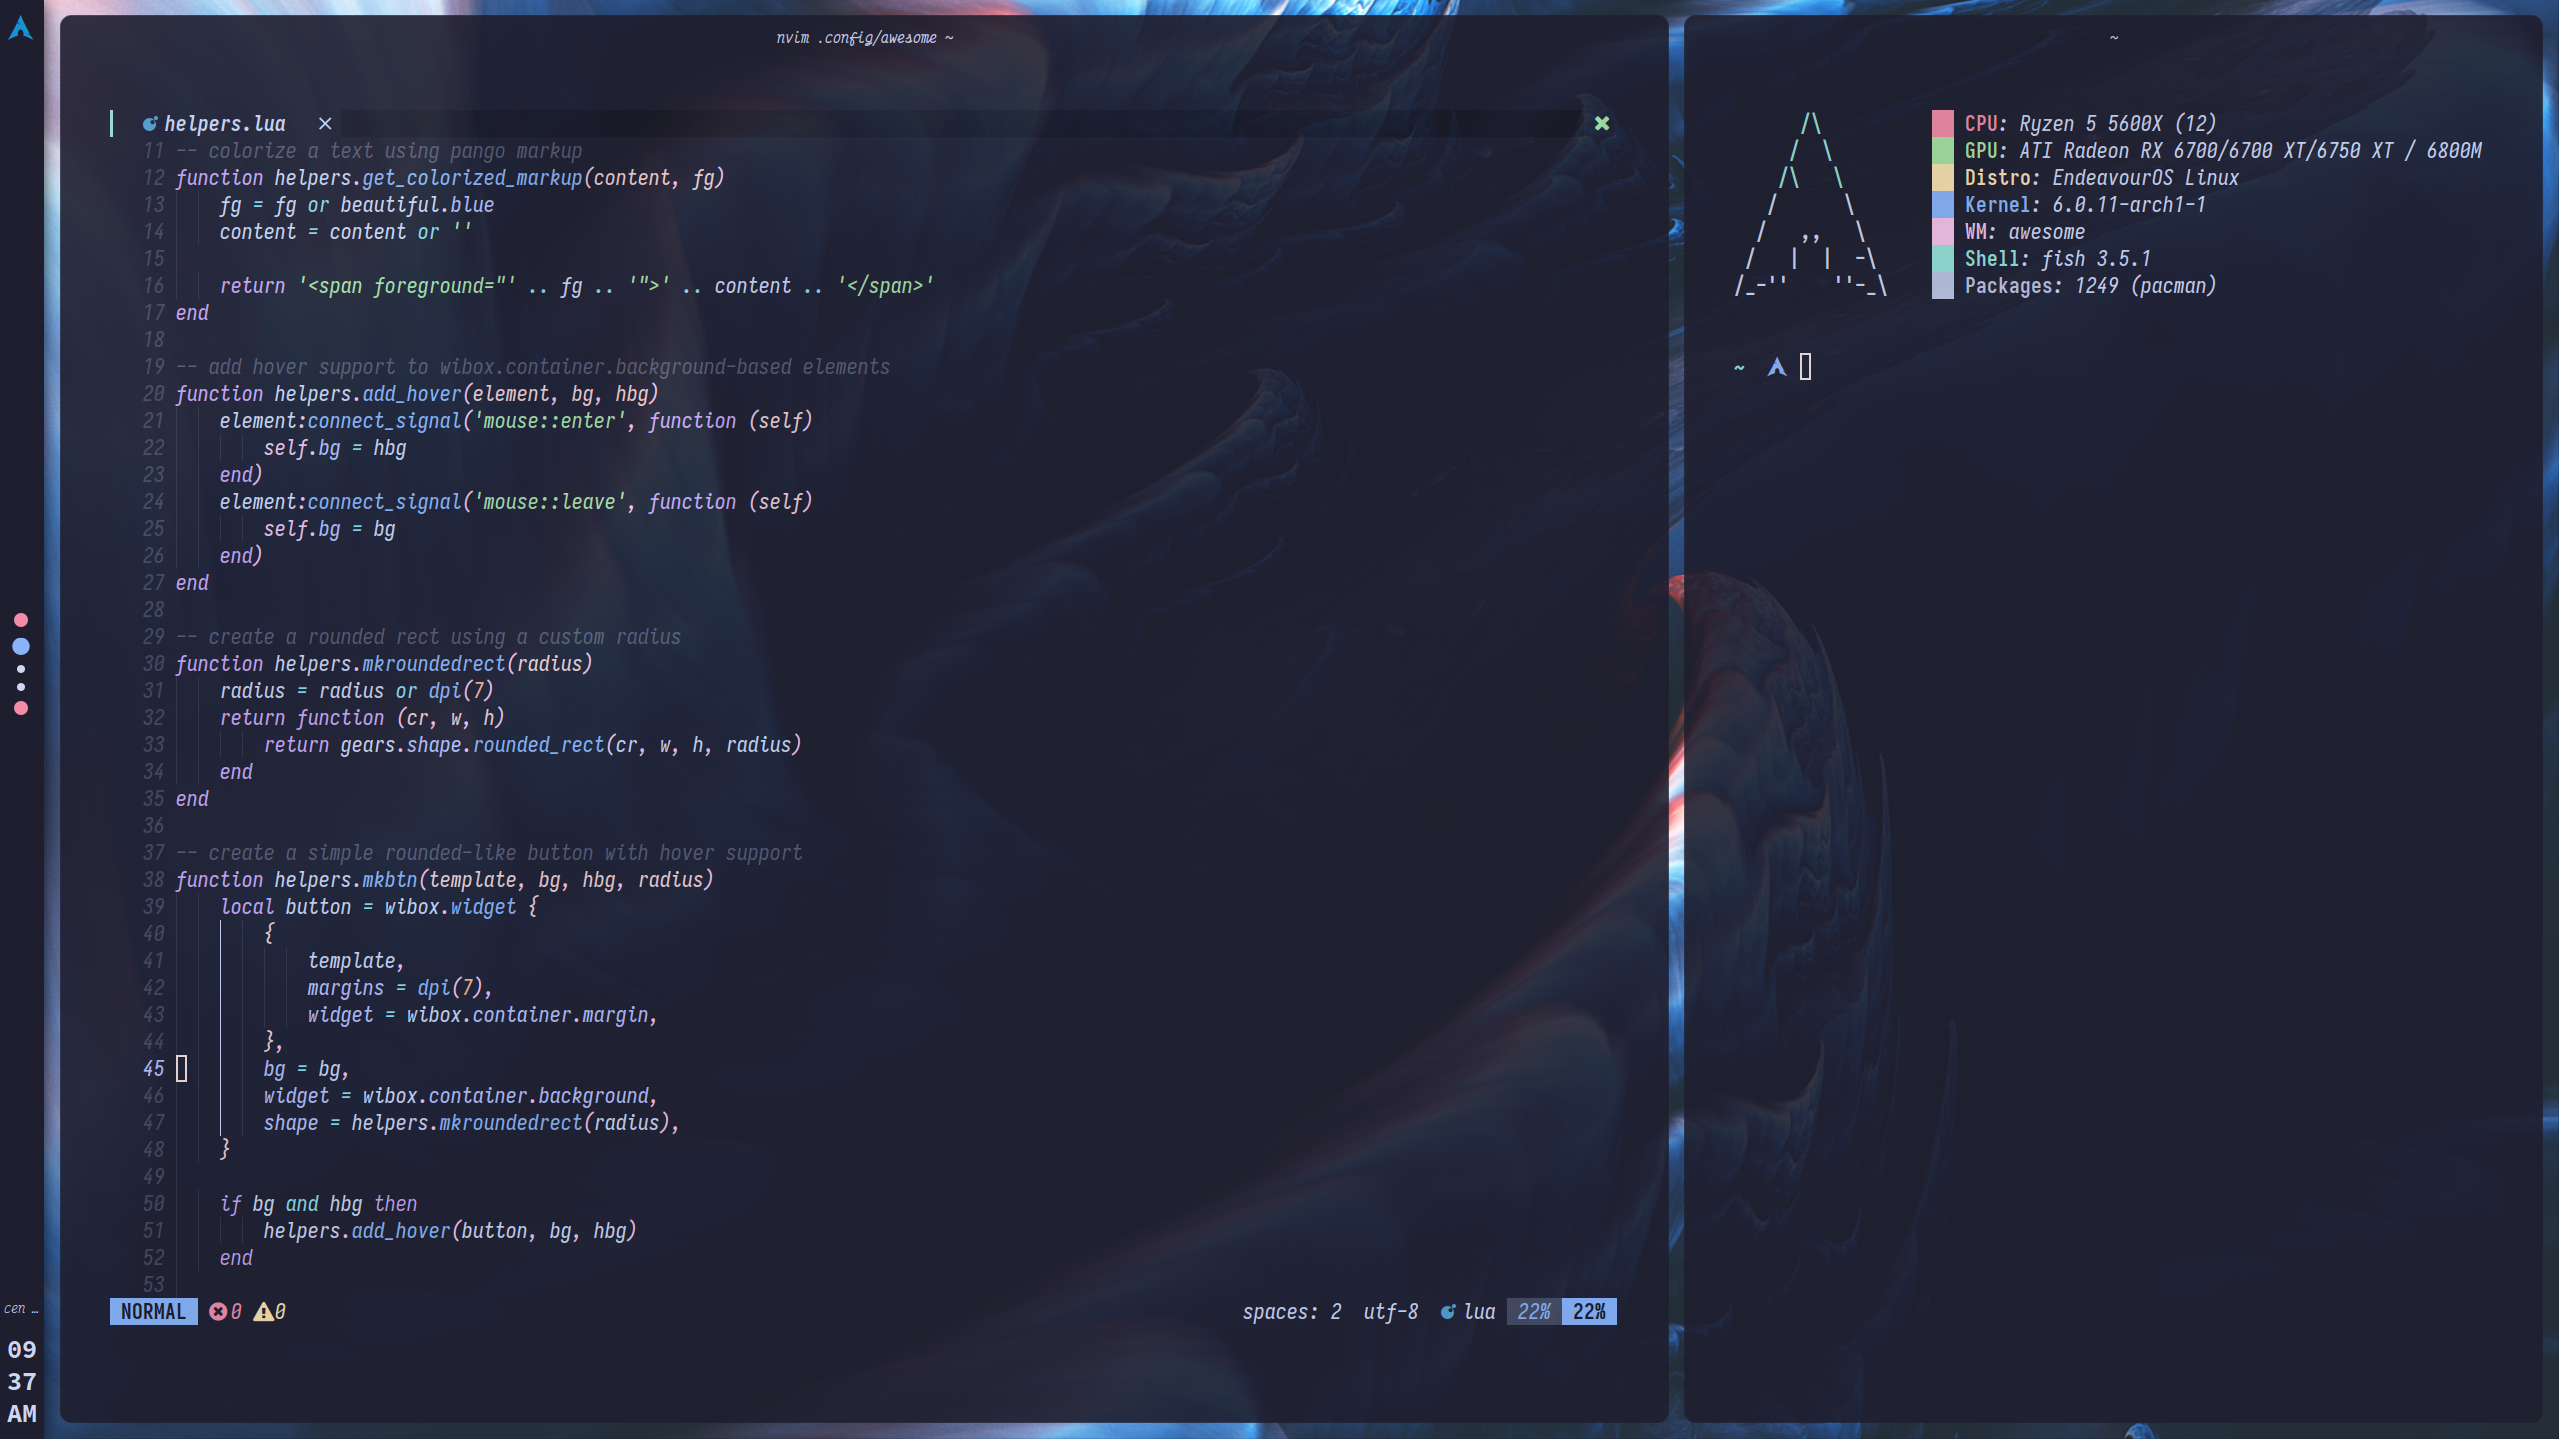 nvim .config/awesome ~
helpers.lua ×
11 -- colorize a text using pango markup
12 function helpers.get_colorized_markup(content, fg)
13     fg = fg or beautiful.blue
14     content = content or ''
15
16     return '<span foreground="' .. fg .. '">' .. content .. '</span>'
17 end
18
19 -- add hover support to wibox.container.background-based elements
20 function helpers.add_hover(element, bg, hbg)
21     element:connect_signal('mouse::enter', function (self)
22         self.bg = hbg
23     end)
24     element:connect_signal('mouse::leave', function (self)
25         self.bg = bg
26     end)
27 end
28
29 -- create a rounded rect using a custom radius
30 function helpers.mkroundedrect(radius)
31     radius = radius or dpi(7)
32     return function (cr, w, h)
33         return gears.shape.rounded_rect(cr, w, h, radius)
34     end
35 end
36
37 -- create a simple rounded-like button with hover support
38 function helpers.mkbtn(template, bg, hbg, radius)
39     local button = wibox.widget {
40         {
41             template,
42             margins = dpi(7),
43             widget = wibox.container.margin,
44         },
45         bg = bg,
46         widget = wibox.container.background,
47         shape = helpers.mkroundedrect(radius),
48     }
49
50     if bg and hbg then
51         helpers.add_hover(button, bg, hbg)
52     end
53
NORMAL 0 0 spaces: 2 utf-8 lua 22% 22%
~
/\
/  \
/\   \
/      \
/   ,,   \
/   |  |  -\
/_-''    ''-_\
CPU: Ryzen 5 5600X (12)
GPU: ATI Radeon RX 6700/6700 XT/6750 XT / 6800M
Distro: EndeavourOS Linux
Kernel: 6.0.11-arch1-1
WM: awesome
Shell: fish 3.5.1
Packages: 1249 (pacman)
~
cen …
09
37
AM